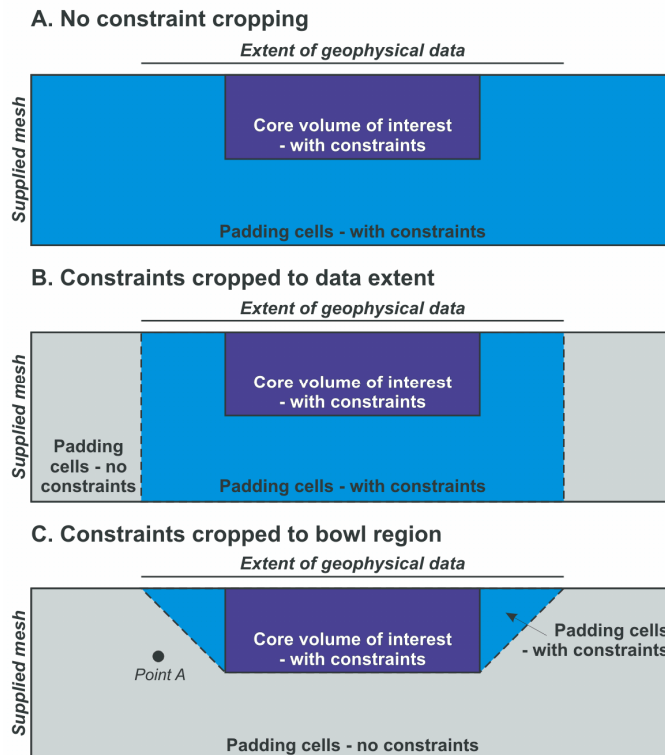 A. No constraint cropping
Extent of geophysical data
Supplied mesh
Core volume of interest
- with constraints
Padding cells - with constraints
B. Constraints cropped to data extent
Extent of geophysical data
Supplied mesh
Core volume of interest
- with constraints
Padding
cells - no
constraints
Padding cells - with constraints
C. Constraints cropped to bowl region
Extent of geophysical data
Supplied mesh
Core volume of interest
- with constraints
Padding cells
- with constraints
Point A
Padding cells - no constraints